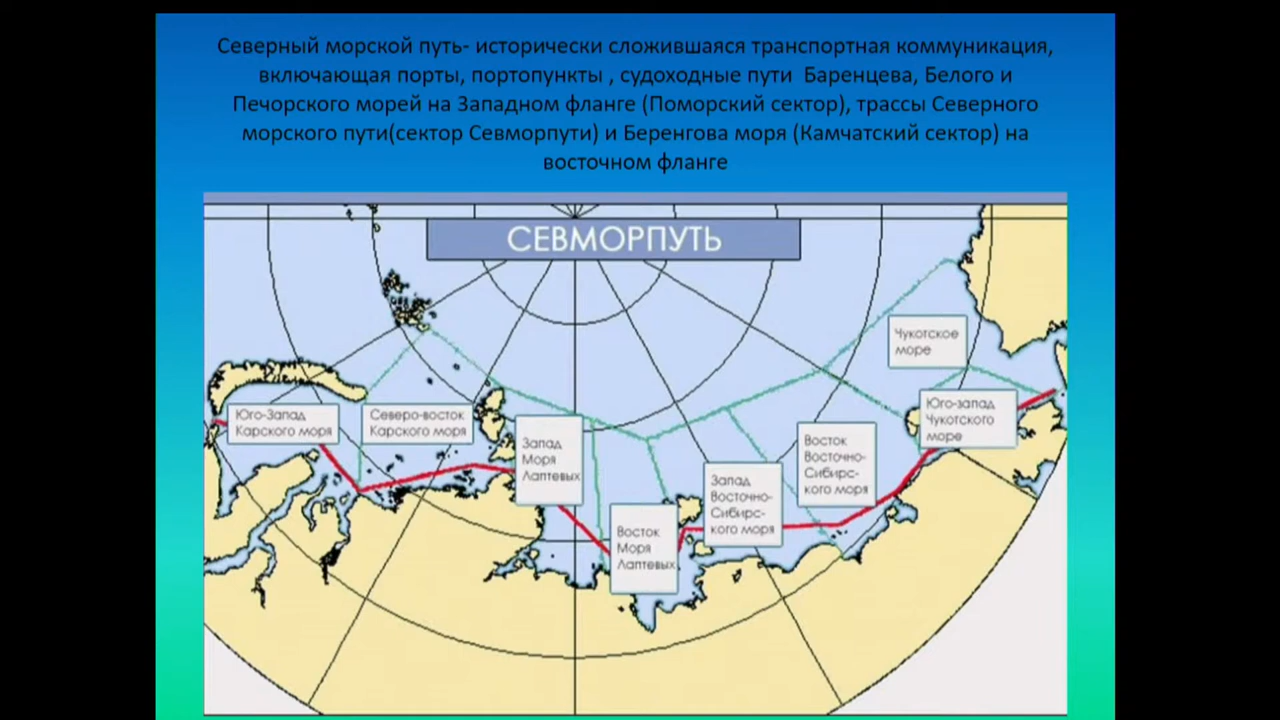 Северный морской путь- исторически сложившаяся транспортная коммуникация,
включающая порты, портопункты , судоходные пути Баренцева, Белого и
Печорского морей на Западном фланге (Поморский сектор), трассы Северного
морского пути(сектор Севморпути) и Беренгова моря (Камчатский сектор) на
восточном фланге
СЕВМОРПУТЬ
Чукотское
море
Юго-Запад
Карского моря
Северо-восток
Карского моря
Запад
Моря
Лаптевых
Восток
Моря
Лаптевых
Запад
Восточно-
Сибирс-
кого моря
Восток
Восточно-
Сибирс-
кого моря
Юго-запад
Чукотского
море